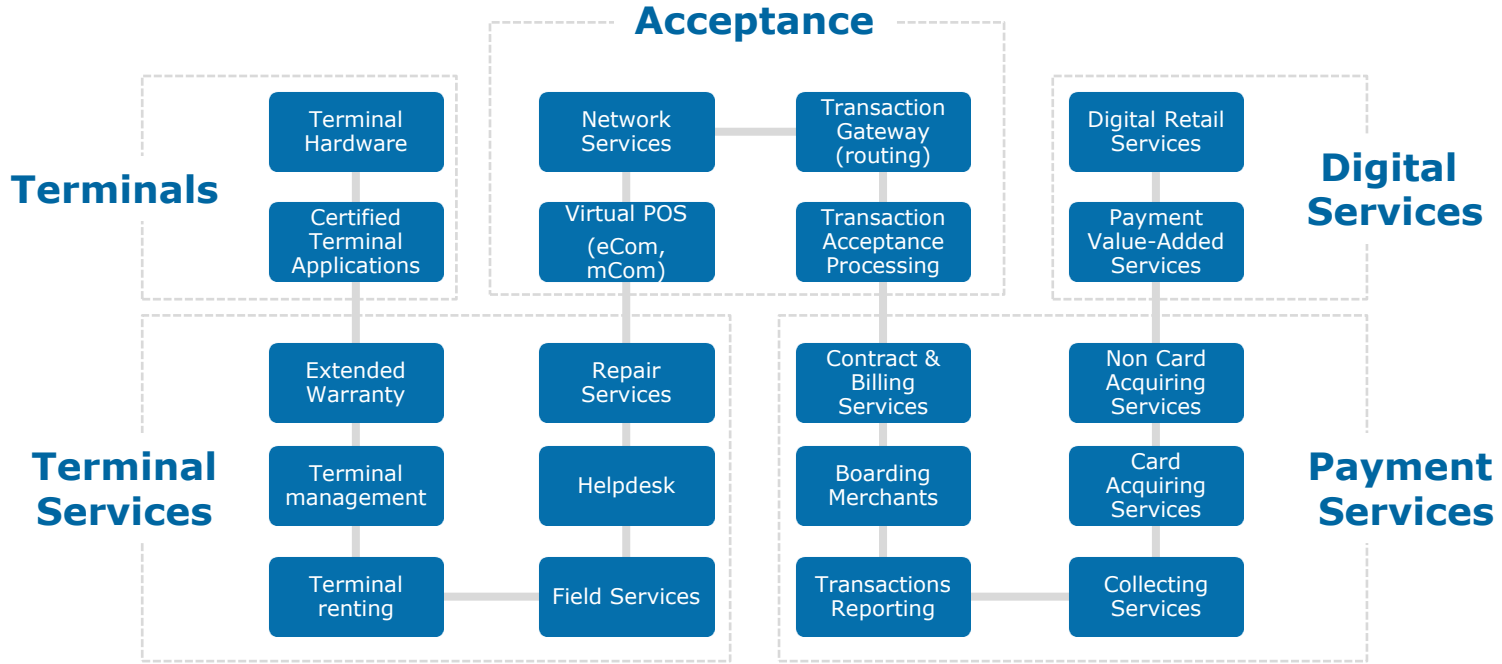 Acceptance
Terminals
Terminal
Hardware
Certified
Terminal
Applications
Network
Services
Transaction
Gateway
(routing)
Virtual POS
(eCom,
mCom)
Transaction
Acceptance
Processing
Digital Retail
Services
Payment
Value-Added
Services
Digital
Services
Terminal
Services
Extended
Warranty
Terminal
management
Terminal
renting
Repair
Services
Helpdesk
Field Services
Contract &
Billing
Services
Boarding
Merchants
Transactions
Reporting
Non Card
Acquiring
Services
Card
Acquiring
Services
Collecting
Services
Payment
Services